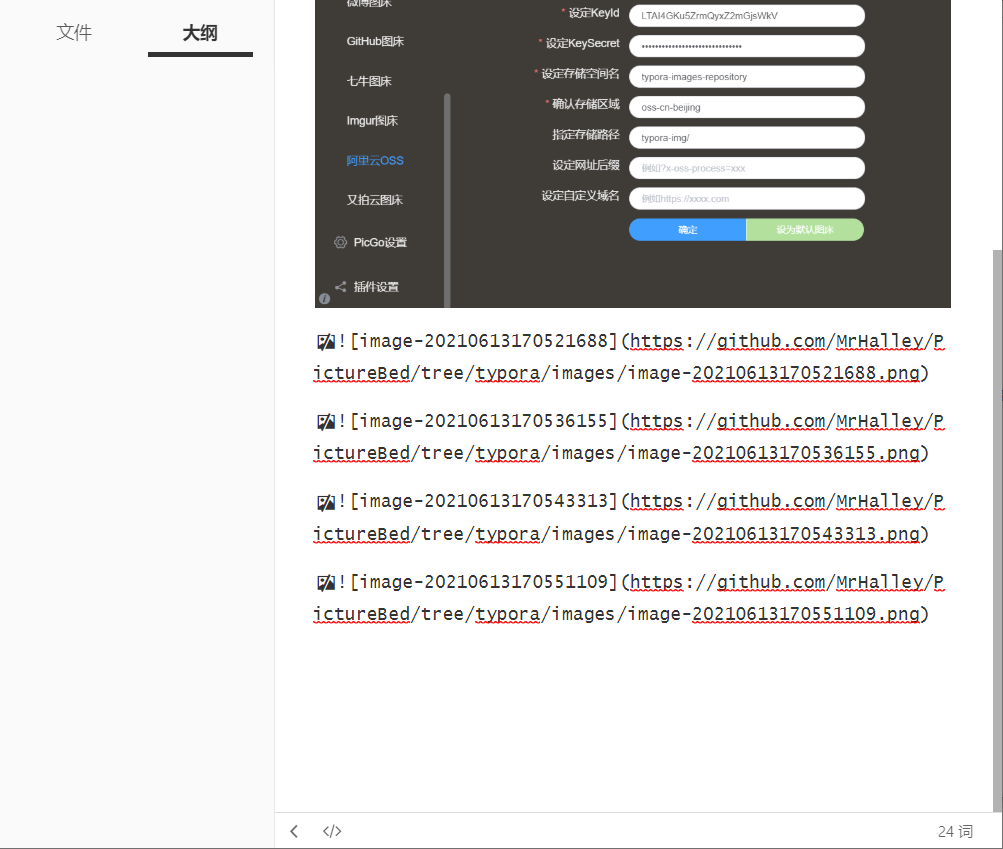 文件
大纲
微博图床
GitHub图床
七牛图床
Imgur图床
阿里云OSS
又拍云图床
PicGo设置
插件设置
* 设定KeyId LTAI4GKu5ZrmQyxZ2mGjsWkV
* 设定KeySecret ••••••••••••••••••••••••••••••
* 设定存储空间名 typora-images-repository
* 确认存储区域 oss-cn-beijing
指定存储路径 typora-img/
设定网址后缀 例如?x-oss-process=xxx
设定自定义域名 例如https://xxxx.com
确定 设为默认图床
![image-20210613170521688](https://github.com/MrHalley/P
ictureBed/tree/typora/images/image-20210613170521688.png)
![image-20210613170536155](https://github.com/MrHalley/P
ictureBed/tree/typora/images/image-20210613170536155.png)
![image-20210613170543313](https://github.com/MrHalley/P
ictureBed/tree/typora/images/image-20210613170543313.png)
![image-20210613170551109](https://github.com/MrHalley/P
ictureBed/tree/typora/images/image-20210613170551109.png)
24 词